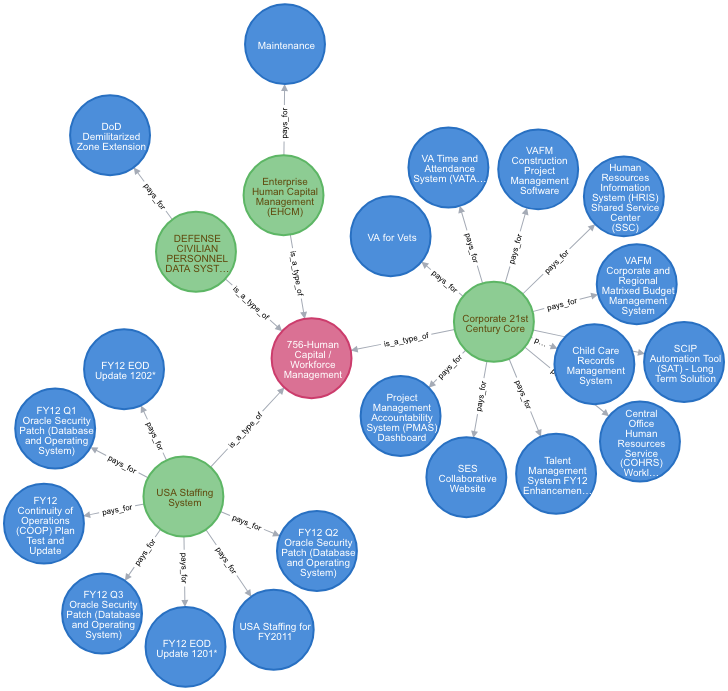 Maintenance
pays_for
DoD
Demilitarized
Zone Extension
pays_for
Enterprise
Human Capital
Management
(EHCM)
is_a_type_of
DEFENSE
CIVILIAN
PERSONNEL
DATA SYST...
is_a_type_of
756-Human
Capital /
Workforce
Management
is_a_type_of
Corporate 21st
Century Core
pays_for
VA for Vets
pays_for
VA Time and
Attendance
System (VATA...
pays_for
VAFM
Construction
Project
Management
Software
pays_for
Human
Resources
Information
System (HRIS)
Shared Service
Center
(SSC)
pays_for
VAFM
Corporate and
Regional
Matrixed Budget
Management
System
p...
Child Care
Records
Management
System
SCIP
Automation Tool
(SAT) - Long
Term Solution
Central
Office
Human
Resources
Service
(COHRS)
Workl...
pays_for
Talent
Management
System FY12
Enhancemen...
pays_for
SES
Collaborative
Website
pays_for
Project
Management
Accountability
System (PMAS)
Dashboard
is_a_type_of
USA Staffing
System
pays_for
FY12 EOD
Update 1202*
pays_for
FY12 Q1
Oracle Security
Patch (Database
and Operating
System)
pays_for
FY12
Continuity of
Operations
(COOP) Plan
Test and
Update
pays_for
FY12 Q3
Oracle Security
Patch (Database
and Operating
System)
pays_for
FY12 EOD
Update 1201*
pays_for
USA Staffing for
FY2011
pays_for
FY12 Q2
Oracle Security
Patch (Database
and Operating
System)